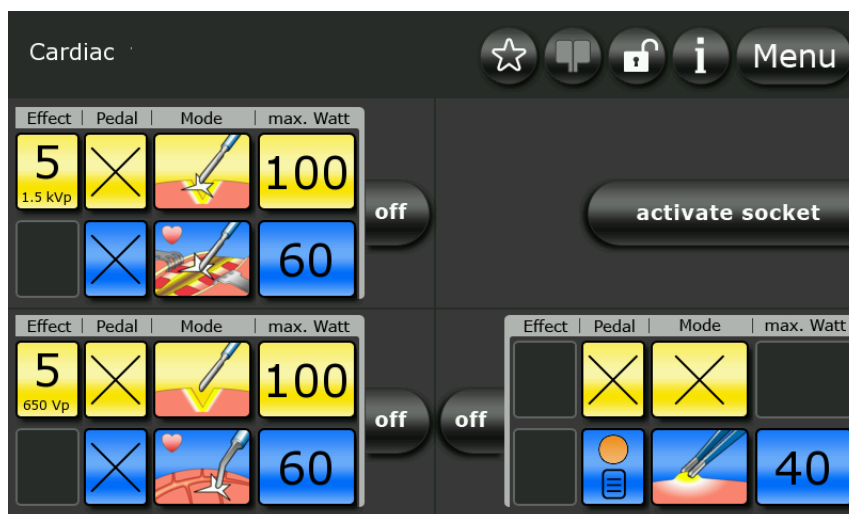 Cardiac
Menu
Effect | Pedal | Mode | max. Watt
5 1.5 kVp 100
off
60
activate socket
Effect | Pedal | Mode | max. Watt
5 650 Vp 100
off
60
Effect | Pedal | Mode | max. Watt
off
40